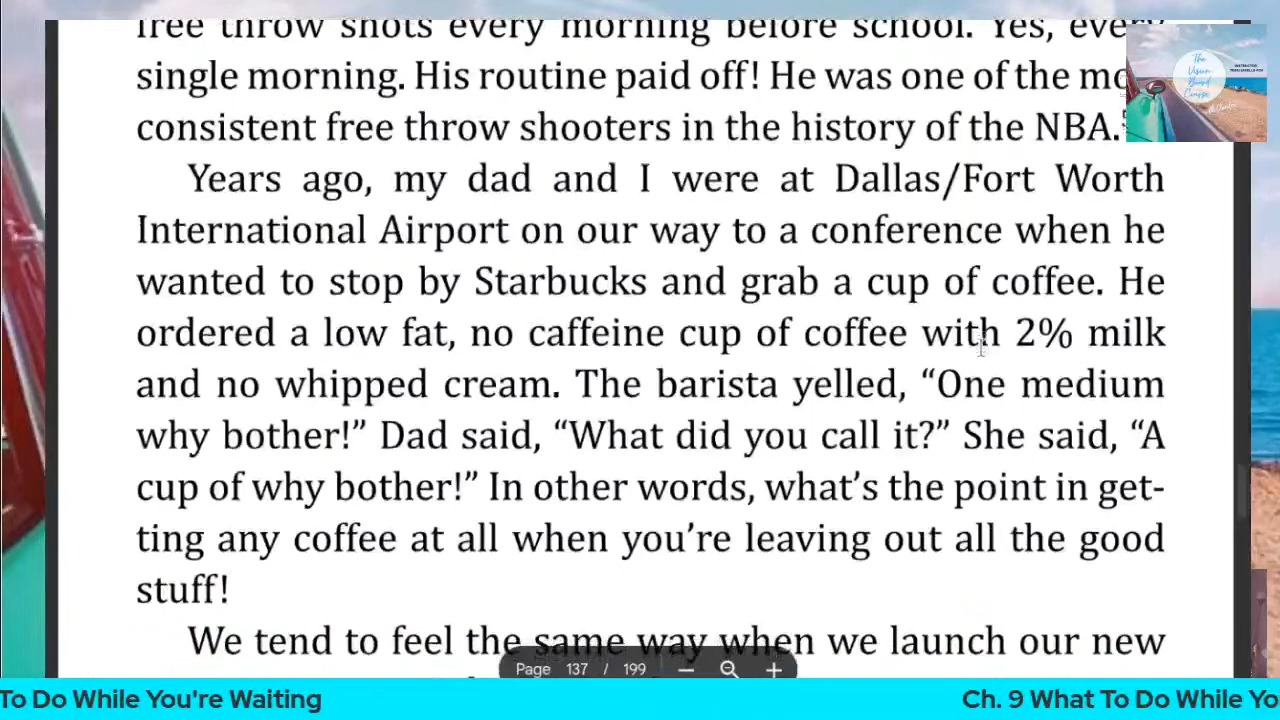 free throw shots every morning before school. Yes, every
single morning. His routine paid off! He was one of the
consistent free throw shooters in the history of the NBA.
Years ago, my dad and I were at Dallas/Fort Worth
International Airport on our way to a conference when he
wanted to stop by Starbucks and grab a cup of coffee. He
ordered a low fat, no caffeine cup of coffee with 2% milk
and no whipped cream. The barista yelled, “One medium
why bother!” Dad said, “What did you call it?” She said, “A
cup of why bother!” In other words, what’s the point in get-
ting any coffee at all when you’re leaving out all the good
stuff!
We tend to feel the same way when we launch our new
Page 137 / 199
The
Vision
Board
Course
INSTRUCTOR
To Do While You're Waiting
Ch. 9 What To Do While Yo